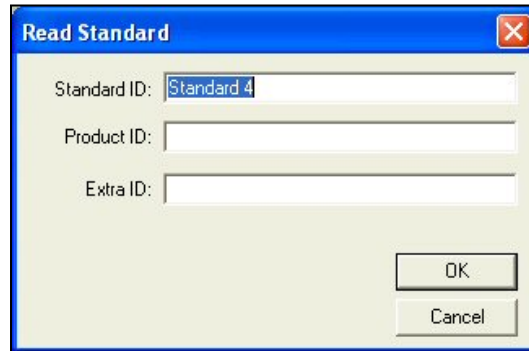 Read Standard
Standard ID: Standard 4
Product ID:
Extra ID:
OK
Cancel